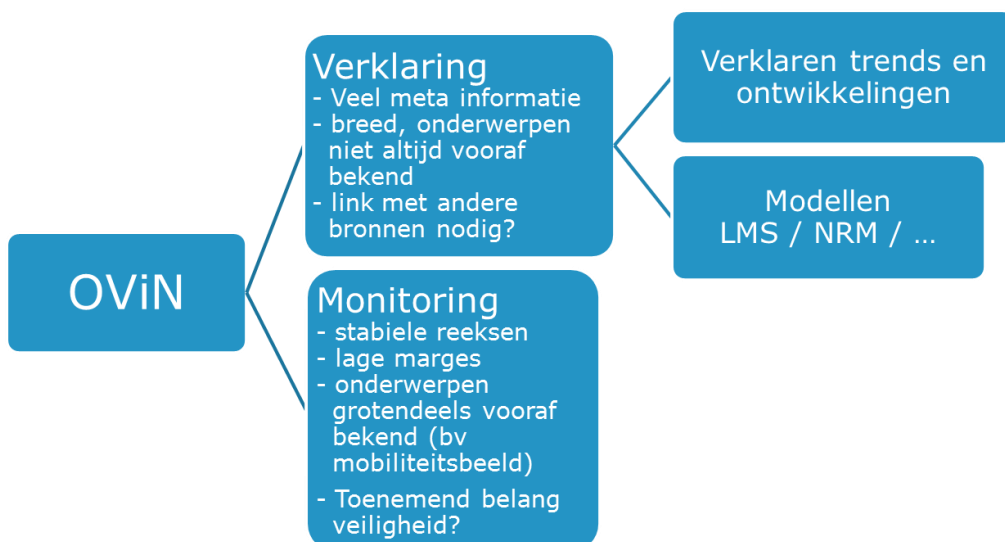 OViN
Verklaring
- Veel meta informatie
- breed, onderwerpen
niet altijd vooraf
bekend
- link met andere
bronnen nodig?
Monitoring
- stabiele reeksen
- lage marges
- onderwerpen
grotendeels vooraf
bekend (bv
mobiliteitsbeeld)
- Toenemend belang
veiligheid?
Verklaren trends en
ontwikkelingen
Modellen
LMS / NRM / …